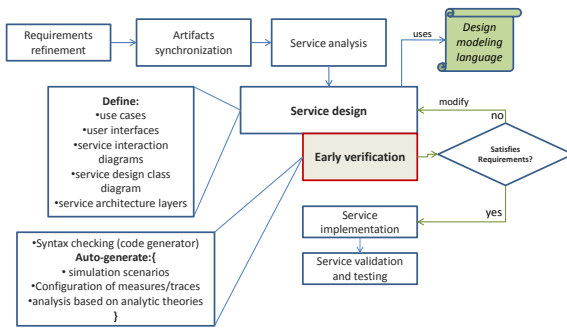 Requirements
refinement
Artifacts
synchronization
Service analysis
uses
Design
modeling
language
Define:
•use cases
•user interfaces
•service interaction
diagrams
•service design class
diagram
•service architecture layers
Service design
modify
no
Early verification
Satisfies
Requirements?
yes
Service
implementation
Service validation
and testing
•Syntax checking (code generator)
Auto-generate:{
• simulation scenarios
•Configuration of measures/traces
•analysis based on analytic theories
}